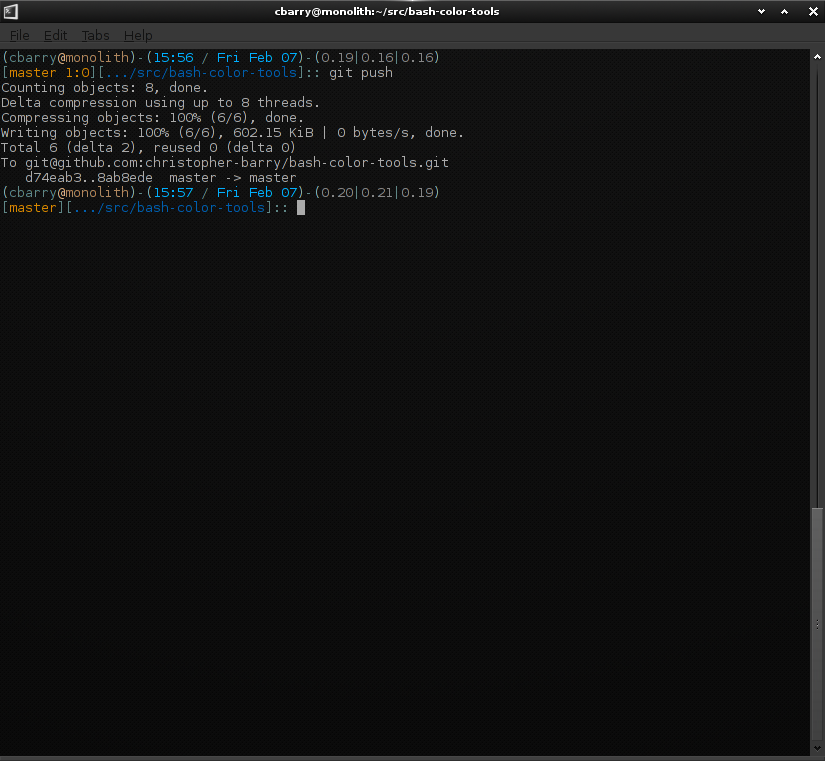 cbarry@monolith:~/src/bash-color-tools
File Edit Tabs Help
(cbarry@monolith)-(15:56 / Fri Feb 07)-(0.19|0.16|0.16)
[master 1:0][.../src/bash-color-tools]:: git push
Counting objects: 8, done.
Delta compression using up to 8 threads.
Compressing objects: 100% (6/6), done.
Writing objects: 100% (6/6), 602.15 KiB | 0 bytes/s, done.
Total 6 (delta 2), reused 0 (delta 0)
To git@github.com:christopher-barry/bash-color-tools.git
   d74eab3..8ab8ede  master -> master
(cbarry@monolith)-(15:57 / Fri Feb 07)-(0.20|0.21|0.19)
[master][.../src/bash-color-tools]::